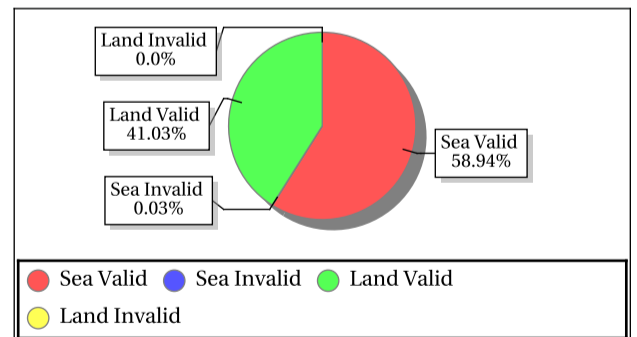 Land Invalid
0.0%
Land Valid
41.03%
Sea Valid
58.94%
Sea Invalid
0.03%
Sea Valid Sea Invalid Land Valid
Land Invalid